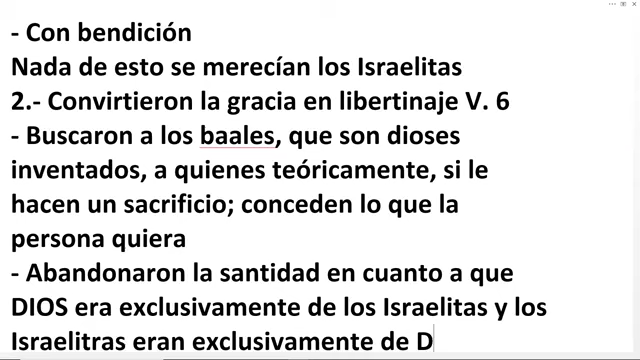 - Con bendición
Nada de esto se merecían los Israelitas
2.- Convirtieron la gracia en libertinaje V. 6
- Buscaron a los baales, que son dioses
inventados, a quienes teóricamente, si le
hacen un sacrificio; conceden lo que la
persona quiera
- Abandonaron la santidad en cuanto a que
DIOS era exclusivamente de los Israelitas y los
Israelitras eran exclusivamente de D